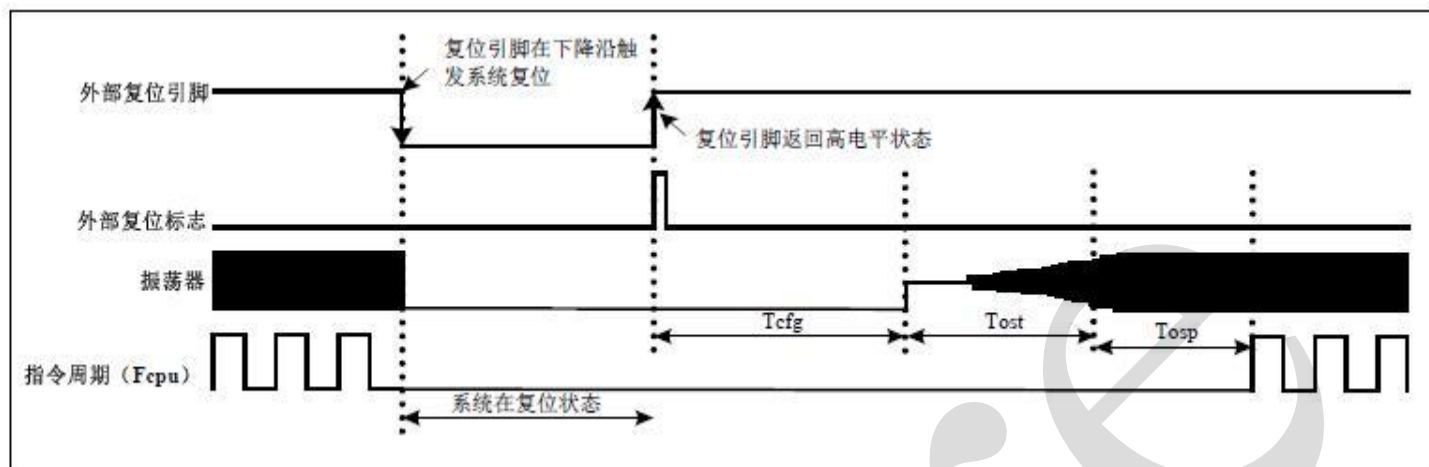 复位引脚在下降沿触
发系统复位
外部复位引脚
复位引脚返回高电平状态
外部复位标志
振荡器
Tcfg
Tost
Tosp
指令周期（Fcpu）
系统在复位状态